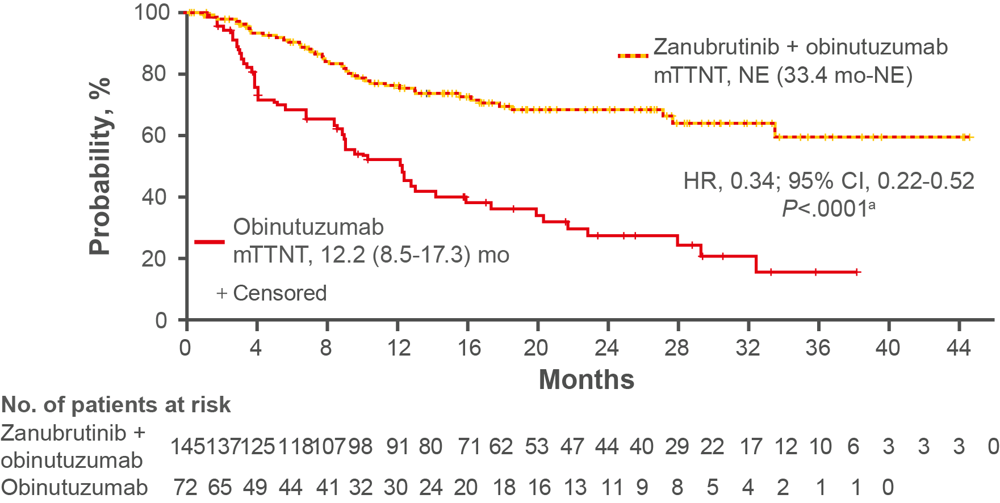 100
80
60
40
20
0
Probability, %
Zanubrutinib + obinutuzumab
mTTNT, NE (33.4 mo-NE)
HR, 0.34; 95% CI, 0.22-0.52
P<.0001ª
Obinutuzumab
mTTNT, 12.2 (8.5-17.3) mo
+ Censored
0 4 8 12 16 20 24 28 32 36 40 44
Months
No. of patients at risk
Zanubrutinib +
obinutuzumab 145 137 125 118 107 98 91 80 71 62 53 47 44 40 29 22 17 12 10 6 3 3 3 0
Obinutuzumab 72 65 49 44 41 32 30 24 20 18 16 13 11 9 8 5 4 2 1 1 0